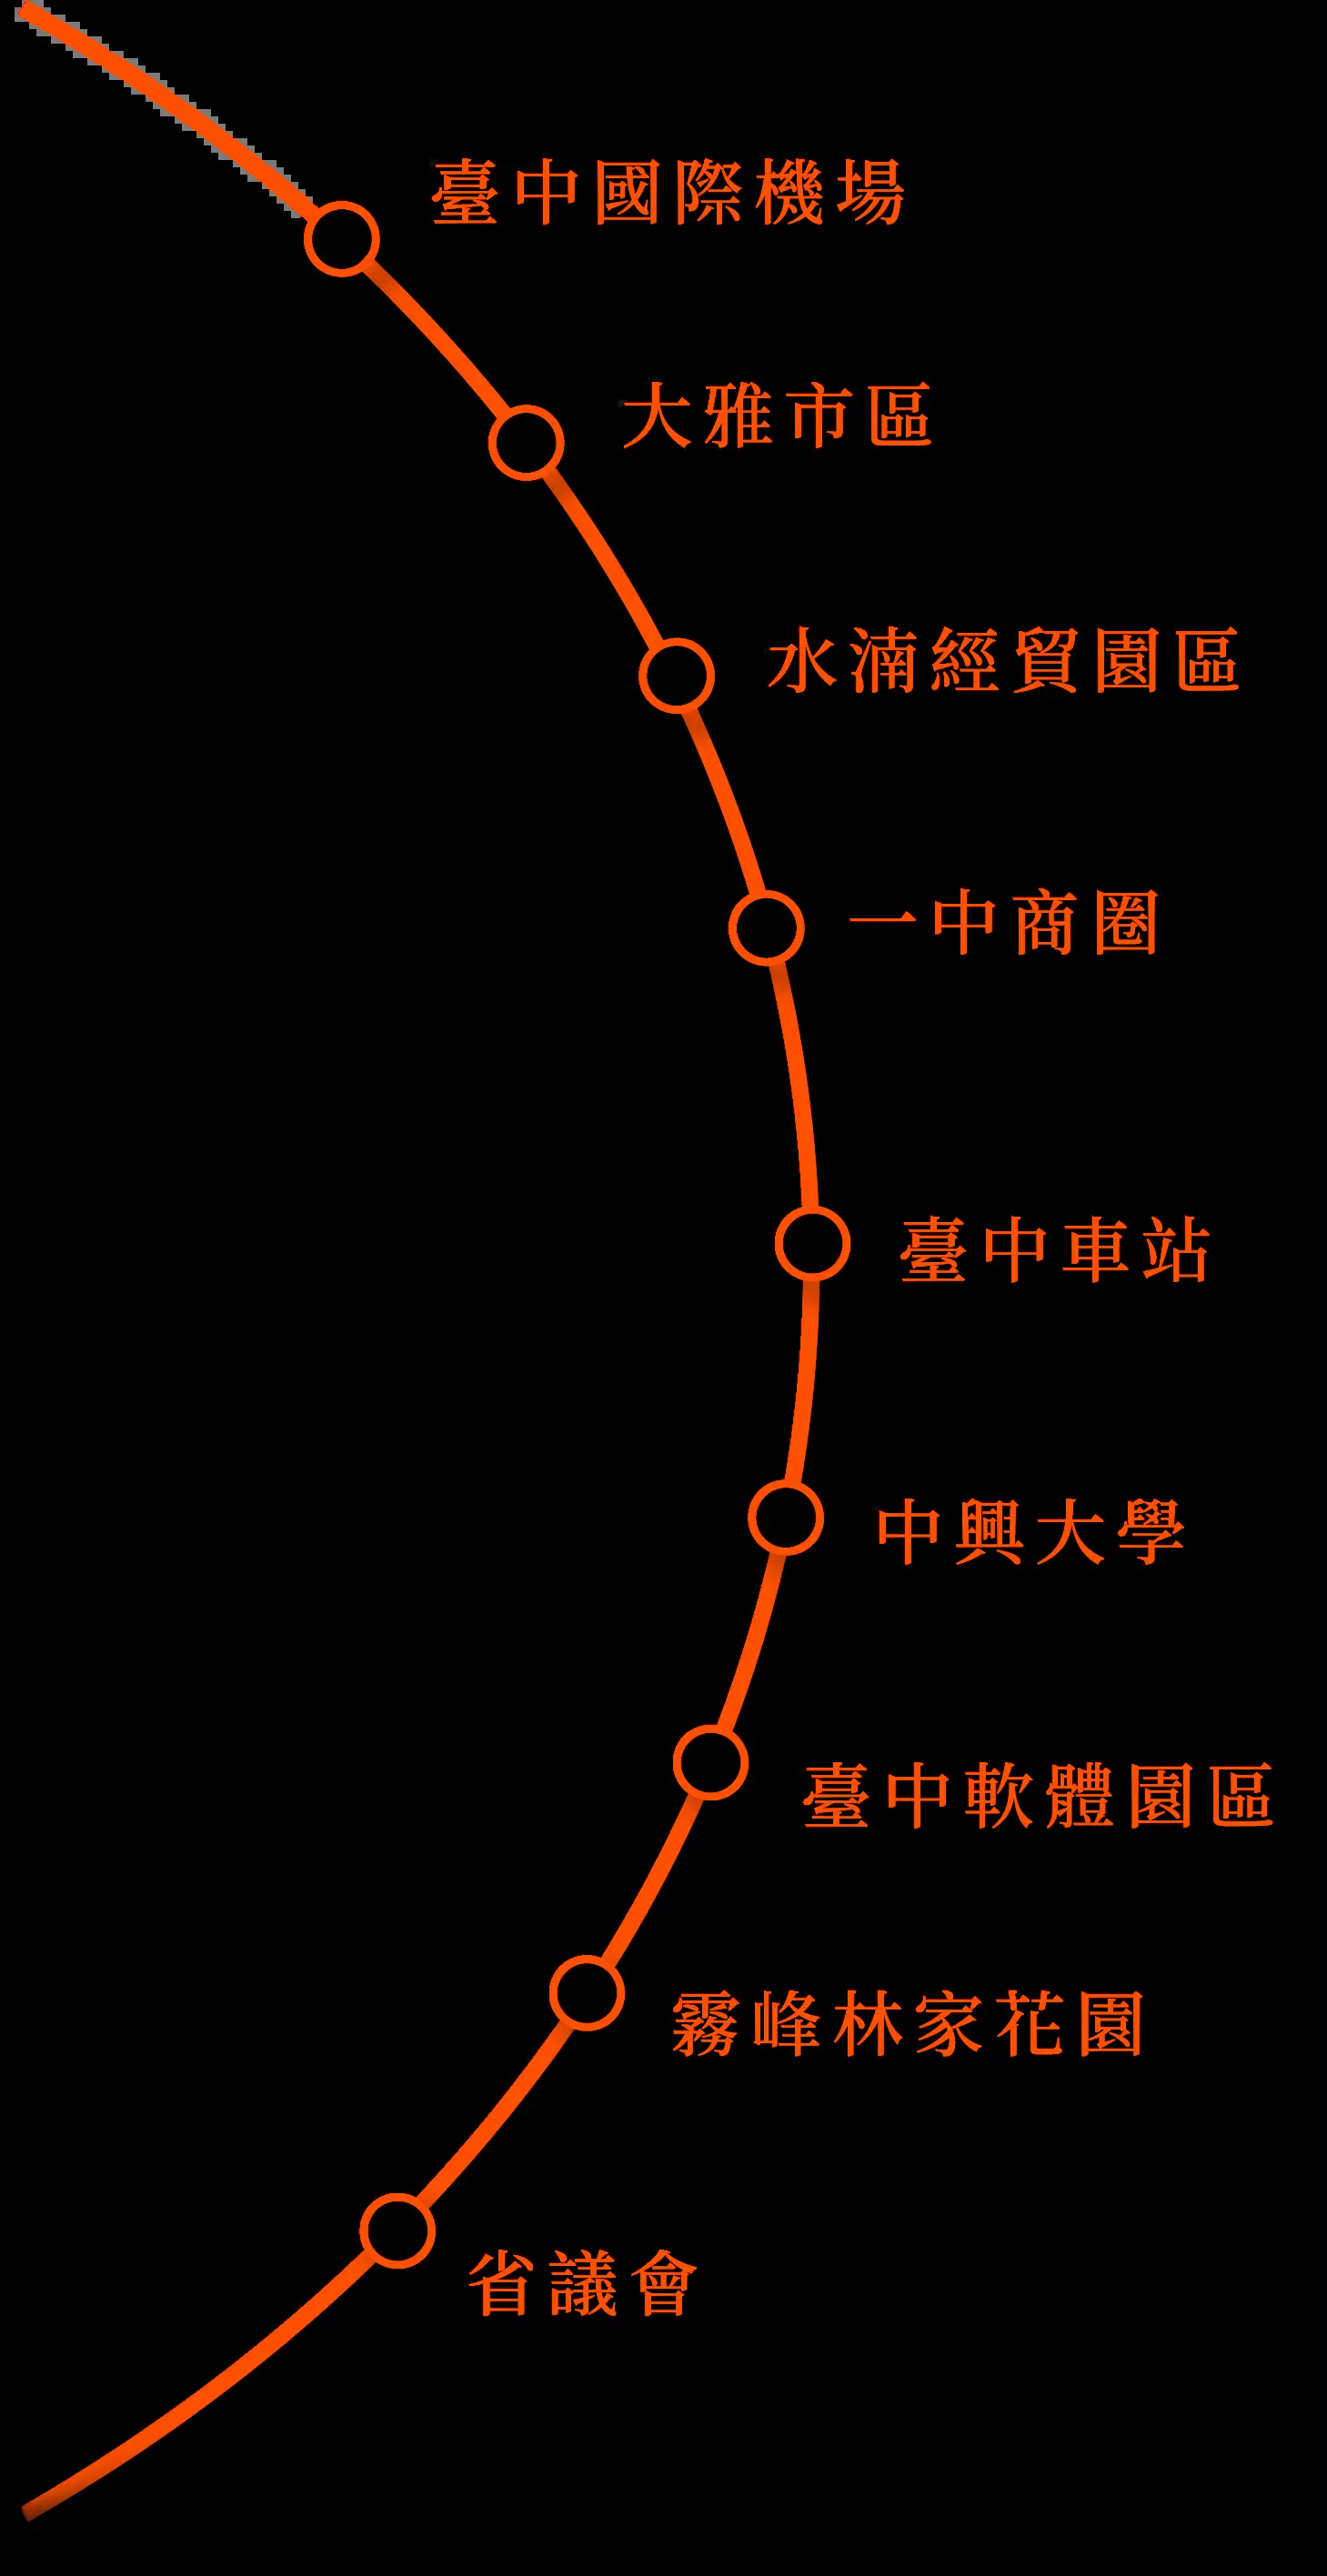 臺中國際機場
大雅市區
水湳經貿園區
一中商圈
臺中車站
中興大學
臺中軟體園區
霧峰林家花園
省議會